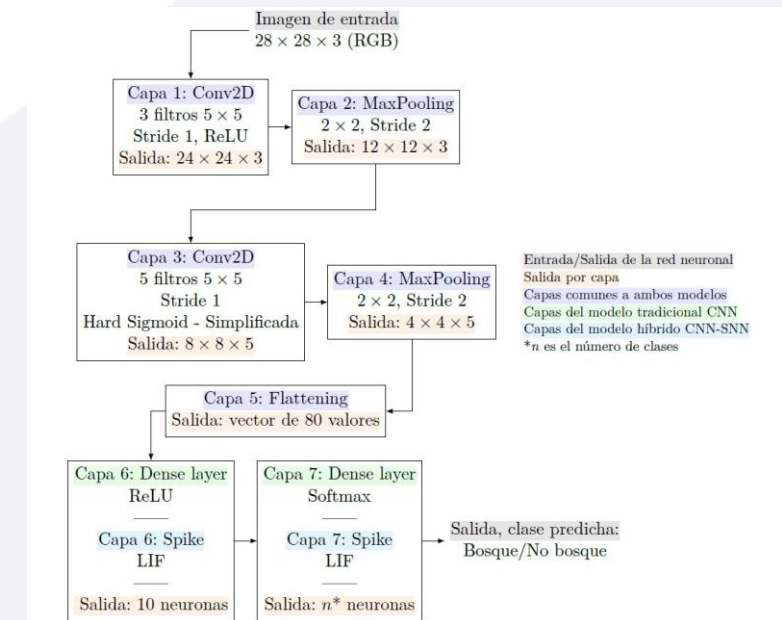 Imagen de entrada
28 × 28 × 3 (RGB)
Capa 1: Conv2D
3 filtros 5 × 5
Stride 1, ReLU
Salida: 24 × 24 × 3
Capa 2: MaxPooling
2 × 2, Stride 2
Salida: 12 × 12 × 3
Capa 3: Conv2D
5 filtros 5 × 5
Stride 1
Hard Sigmoid - Simplificada
Salida: 8 × 8 × 5
Capa 4: MaxPooling
2 × 2, Stride 2
Salida: 4 × 4 × 5
Entrada/Salida de la red neuronal
Salida por capa
Capas comunes a ambos modelos
Capas del modelo tradicional CNN
Capas del modelo híbrido CNN-SNN
*n es el número de clases
Capa 5: Flattening
Salida: vector de 80 valores
Capa 6: Dense layer
ReLU
Capa 6: Spike
LIF
Salida: 10 neuronas
Capa 7: Dense layer
Softmax
Capa 7: Spike
LIF
Salida: n* neuronas
Salida, clase predicha:
Bosque/No bosque